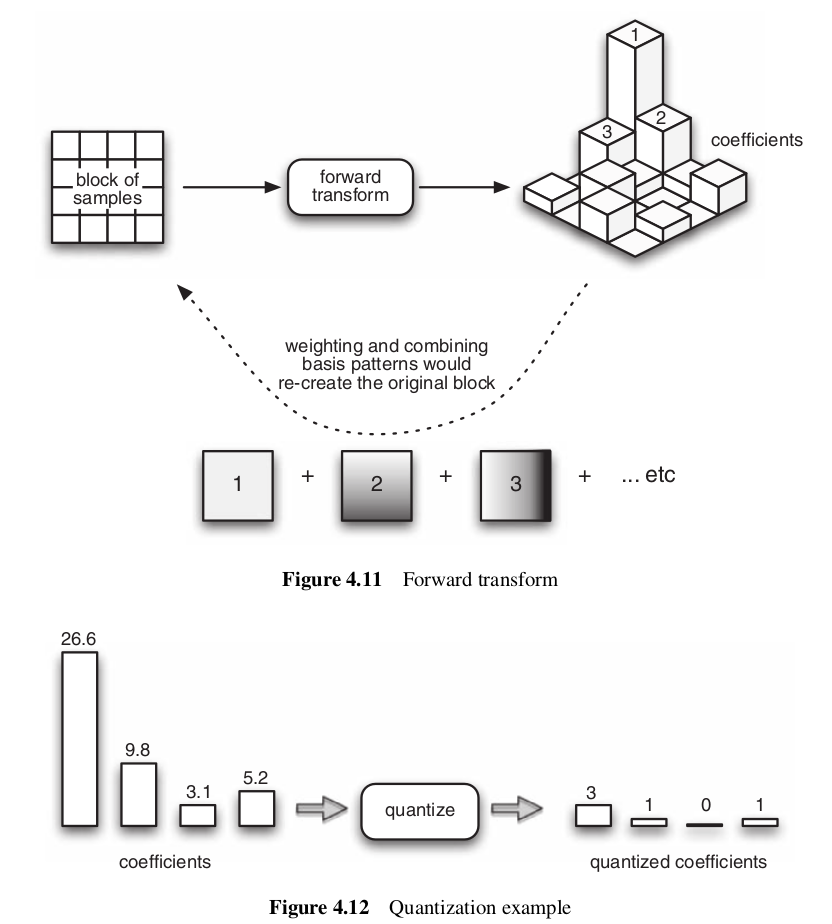 1
2
3
coefficients
block of
samples
forward
transform
weighting and combining
basis patterns would
re-create the original block
1 + 2 + 3 + ... etc
Figure 4.11 Forward transform
26.6
9.8
3.1
5.2
quantize
3
1
0
1
coefficients
quantized coefficients
Figure 4.12 Quantization example